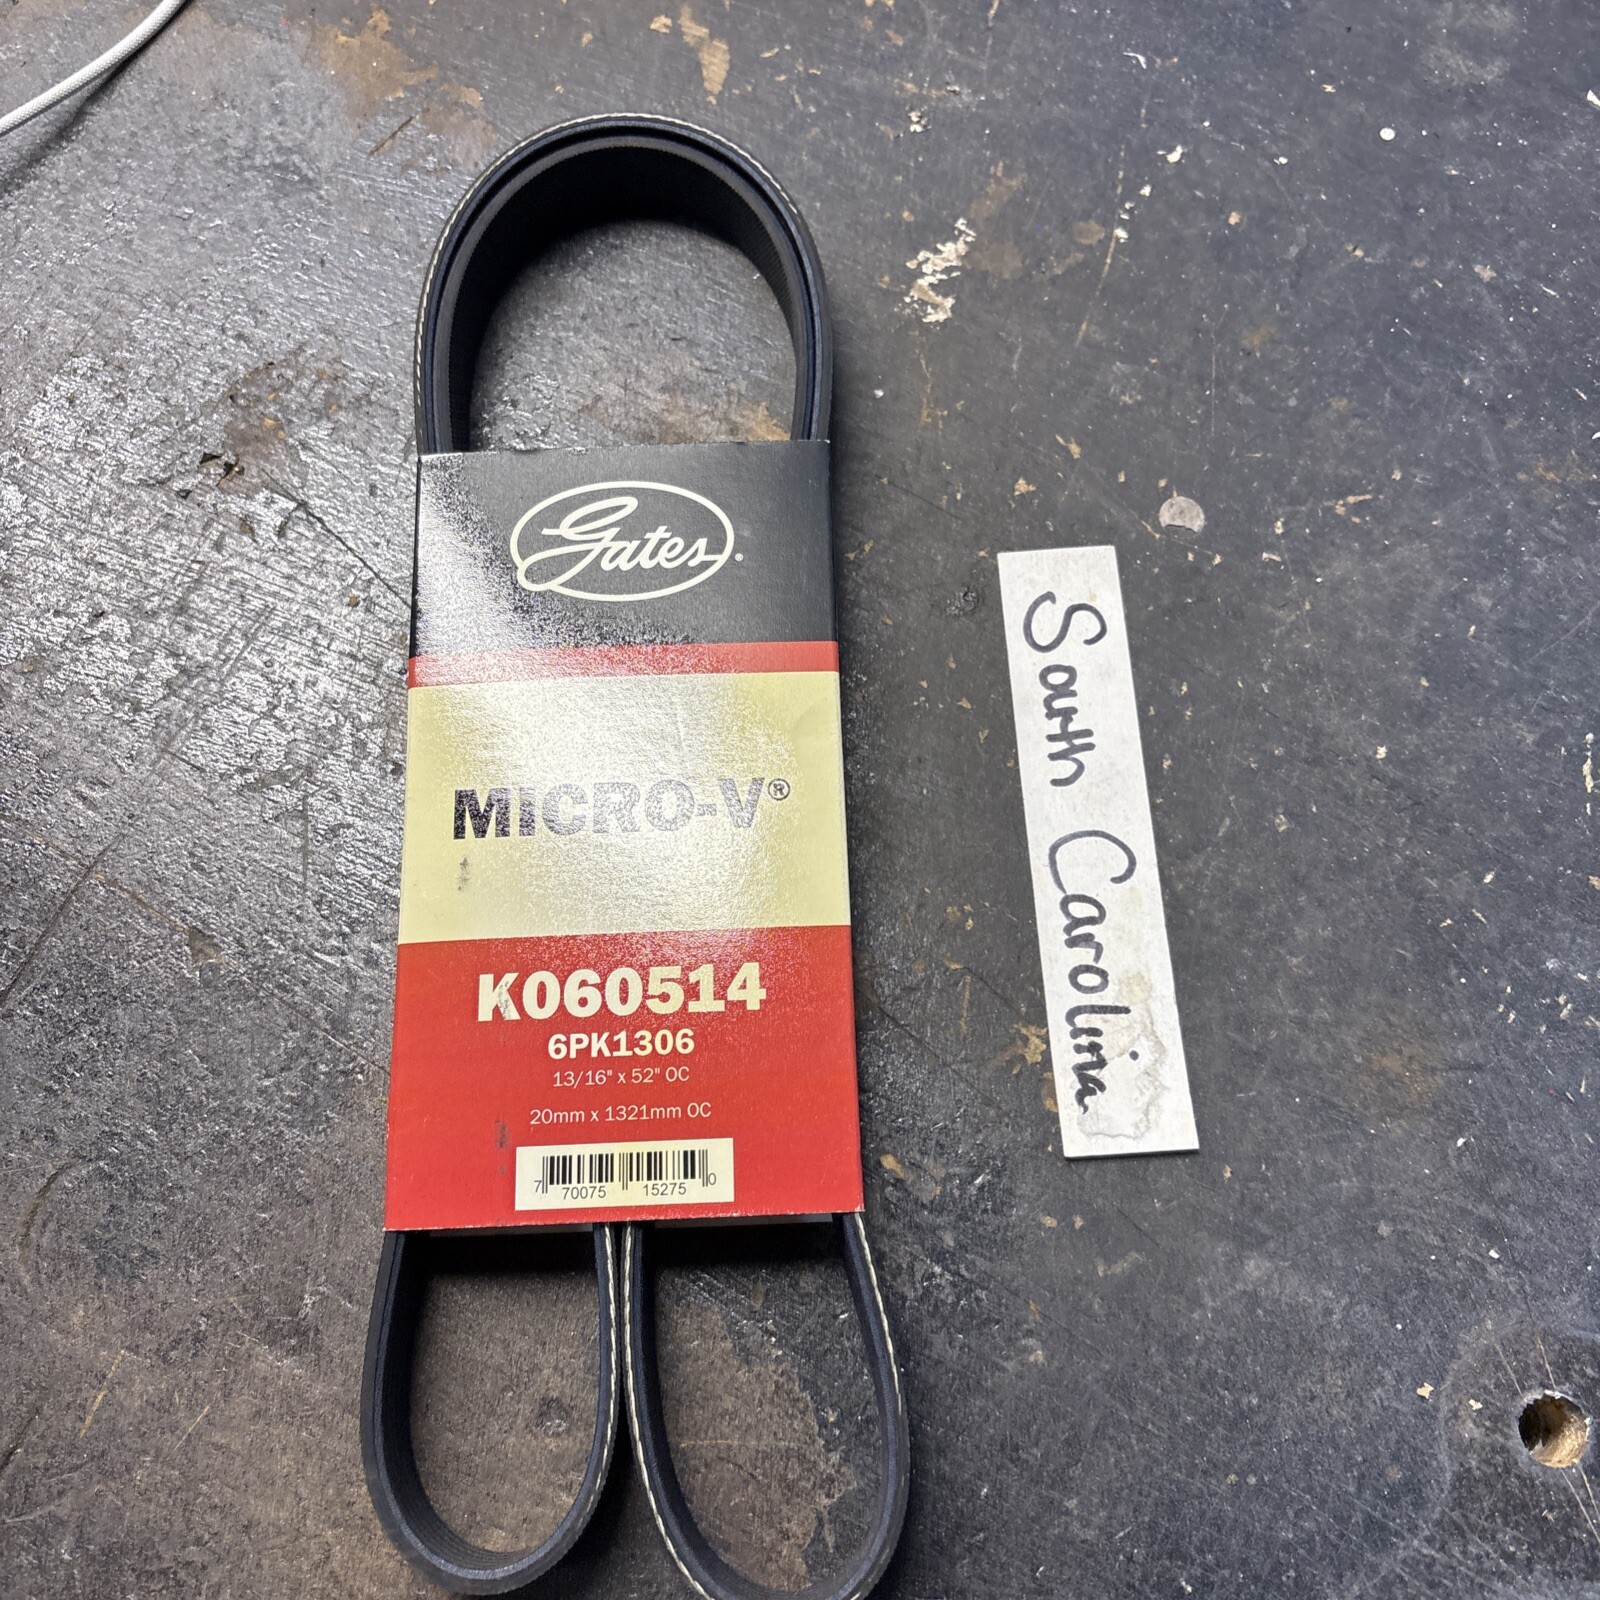 Gates®
MICRO-V®
K060514
6PK1306
13/16" x 52" OC
20mm x 1321mm OC
7 70075 15275 0
South Carolina